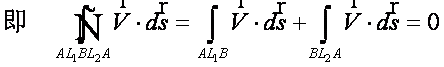 即 ∮_{AL₁BL₂A} V⃗ · ds⃗ = ∫_{AL₁B} V⃗ · ds⃗ + ∫_{BL₂A} V⃗ · ds⃗ = 0